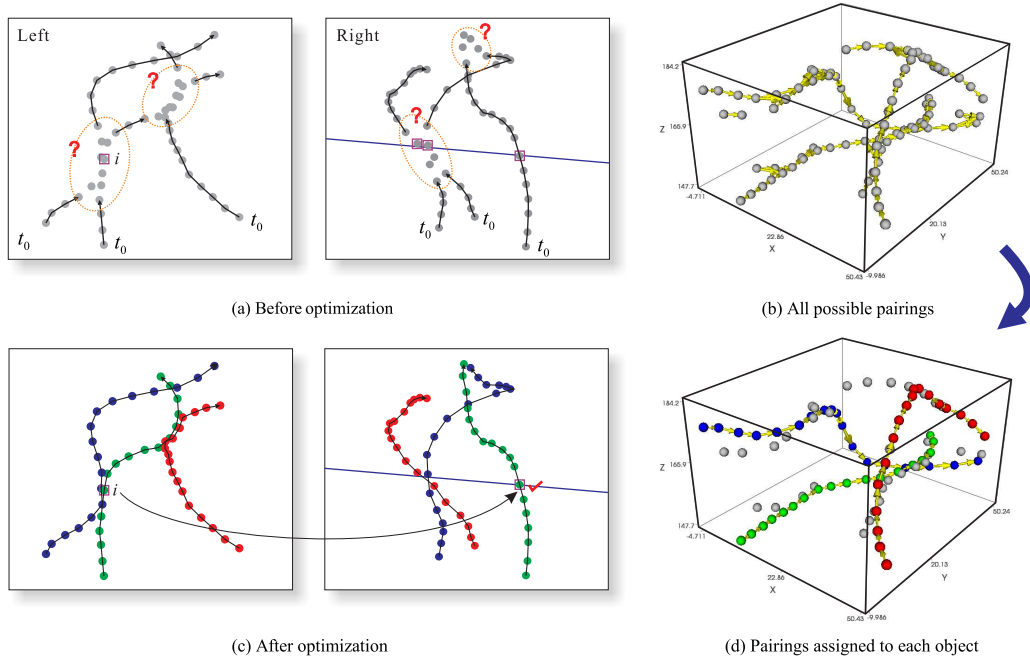 Left
?
?
i
t0
t0
t0
Right
?
?
t0
t0
t0
(a) Before optimization
184.2
Z 165.9
147.7
-4.711
22.86
X
50.43
-9.986
20.13
Y
50.24
(b) All possible pairings
i
(c) After optimization
184.2
Z 165.9
147.7
-4.711
22.86
X
50.43
-9.986
20.13
Y
50.24
(d) Pairings assigned to each object